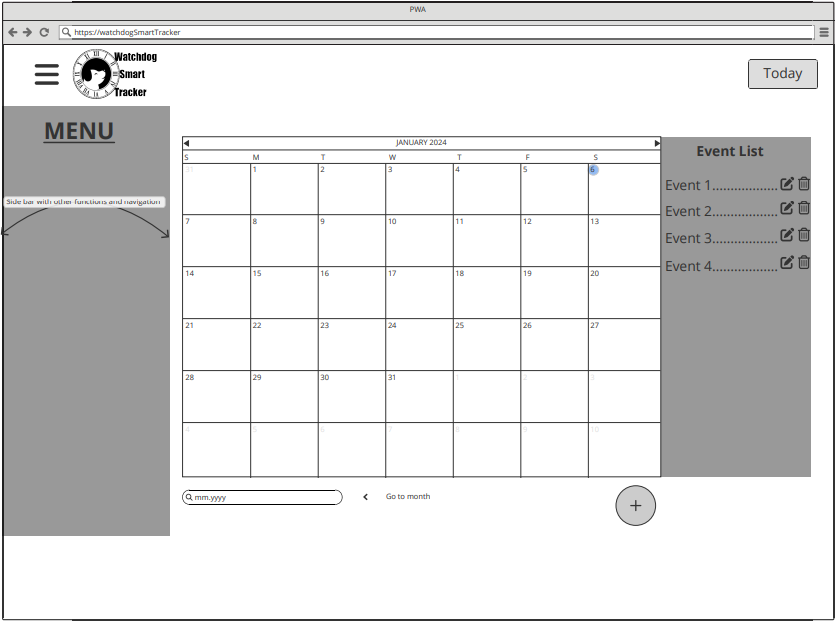 PWA
https://watchdogSmartTracker
Watchdog
Smart
Tracker
Today
MENU
Side bar with other functions and navigation
JANUARY 2024
S M T W T F S
31 1 2 3 4 5 6
7 8 9 10 11 12 13
14 15 16 17 18 19 20
21 22 23 24 25 26 27
28 29 30 31 1 2 3
4 5 6 7 8 9 10
Event List
Event 1.................
Event 2.................
Event 3.................
Event 4.................
mm.yyyy
Go to month
+